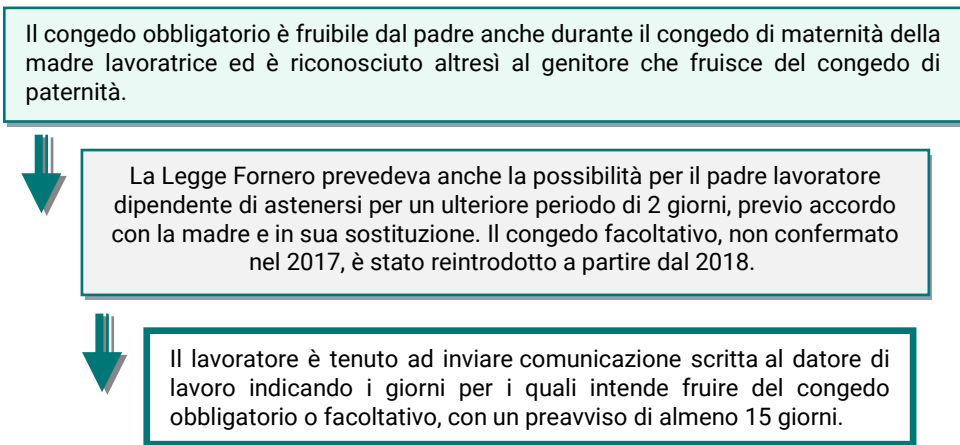 Il congedo obbligatorio è fruibile dal padre anche durante il congedo di maternità della
madre lavoratrice ed è riconosciuto altresì al genitore che fruisce del congedo di
paternità.
La Legge Fornero prevedeva anche la possibilità per il padre lavoratore
dipendente di astenersi per un ulteriore periodo di 2 giorni, previo accordo
con la madre e in sua sostituzione. Il congedo facoltativo, non confermato
nel 2017, è stato reintrodotto a partire dal 2018.
Il lavoratore è tenuto ad inviare comunicazione scritta al datore di
lavoro indicando i giorni per i quali intende fruire del congedo
obbligatorio o facoltativo, con un preavviso di almeno 15 giorni.